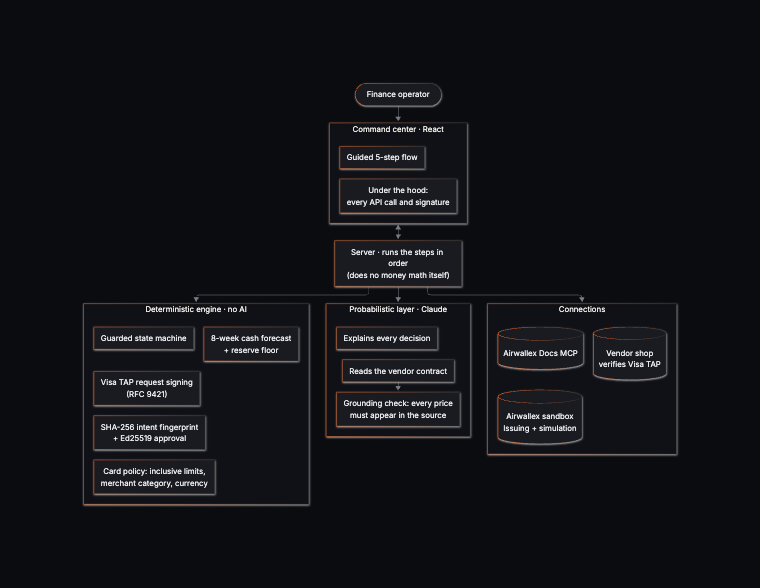 Finance operator
Command center · React
Guided 5-step flow
Under the hood:
every API call and signature
Server · runs the steps in
order
(does no money math itself)
Deterministic engine · no AI
Guarded state machine
8-week cash forecast
+ reserve floor
Visa TAP request signing
(RFC 9421)
SHA-256 intent fingerprint
+ Ed25519 approval
Card policy: inclusive limits,
merchant category, currency
Probabilistic layer · Claude
Explains every decision
Reads the vendor contract
Grounding check: every price
must appear in the source
Connections
Airwallex Docs MCP
Vendor shop
verifies Visa TAP
Airwallex sandbox
Issuing + simulation